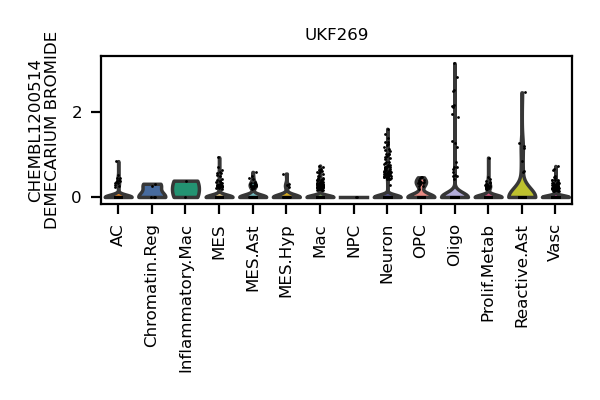 UKF269
CHEMBL1200514
DEMECARIUM BROMIDE
2
0
AC
Chromatin.Reg
Inflammatory.Mac
MES
MES.Ast
MES.Hyp
Mac
NPC
Neuron
OPC
Oligo
Prolif.Metab
Reactive.Ast
Vasc